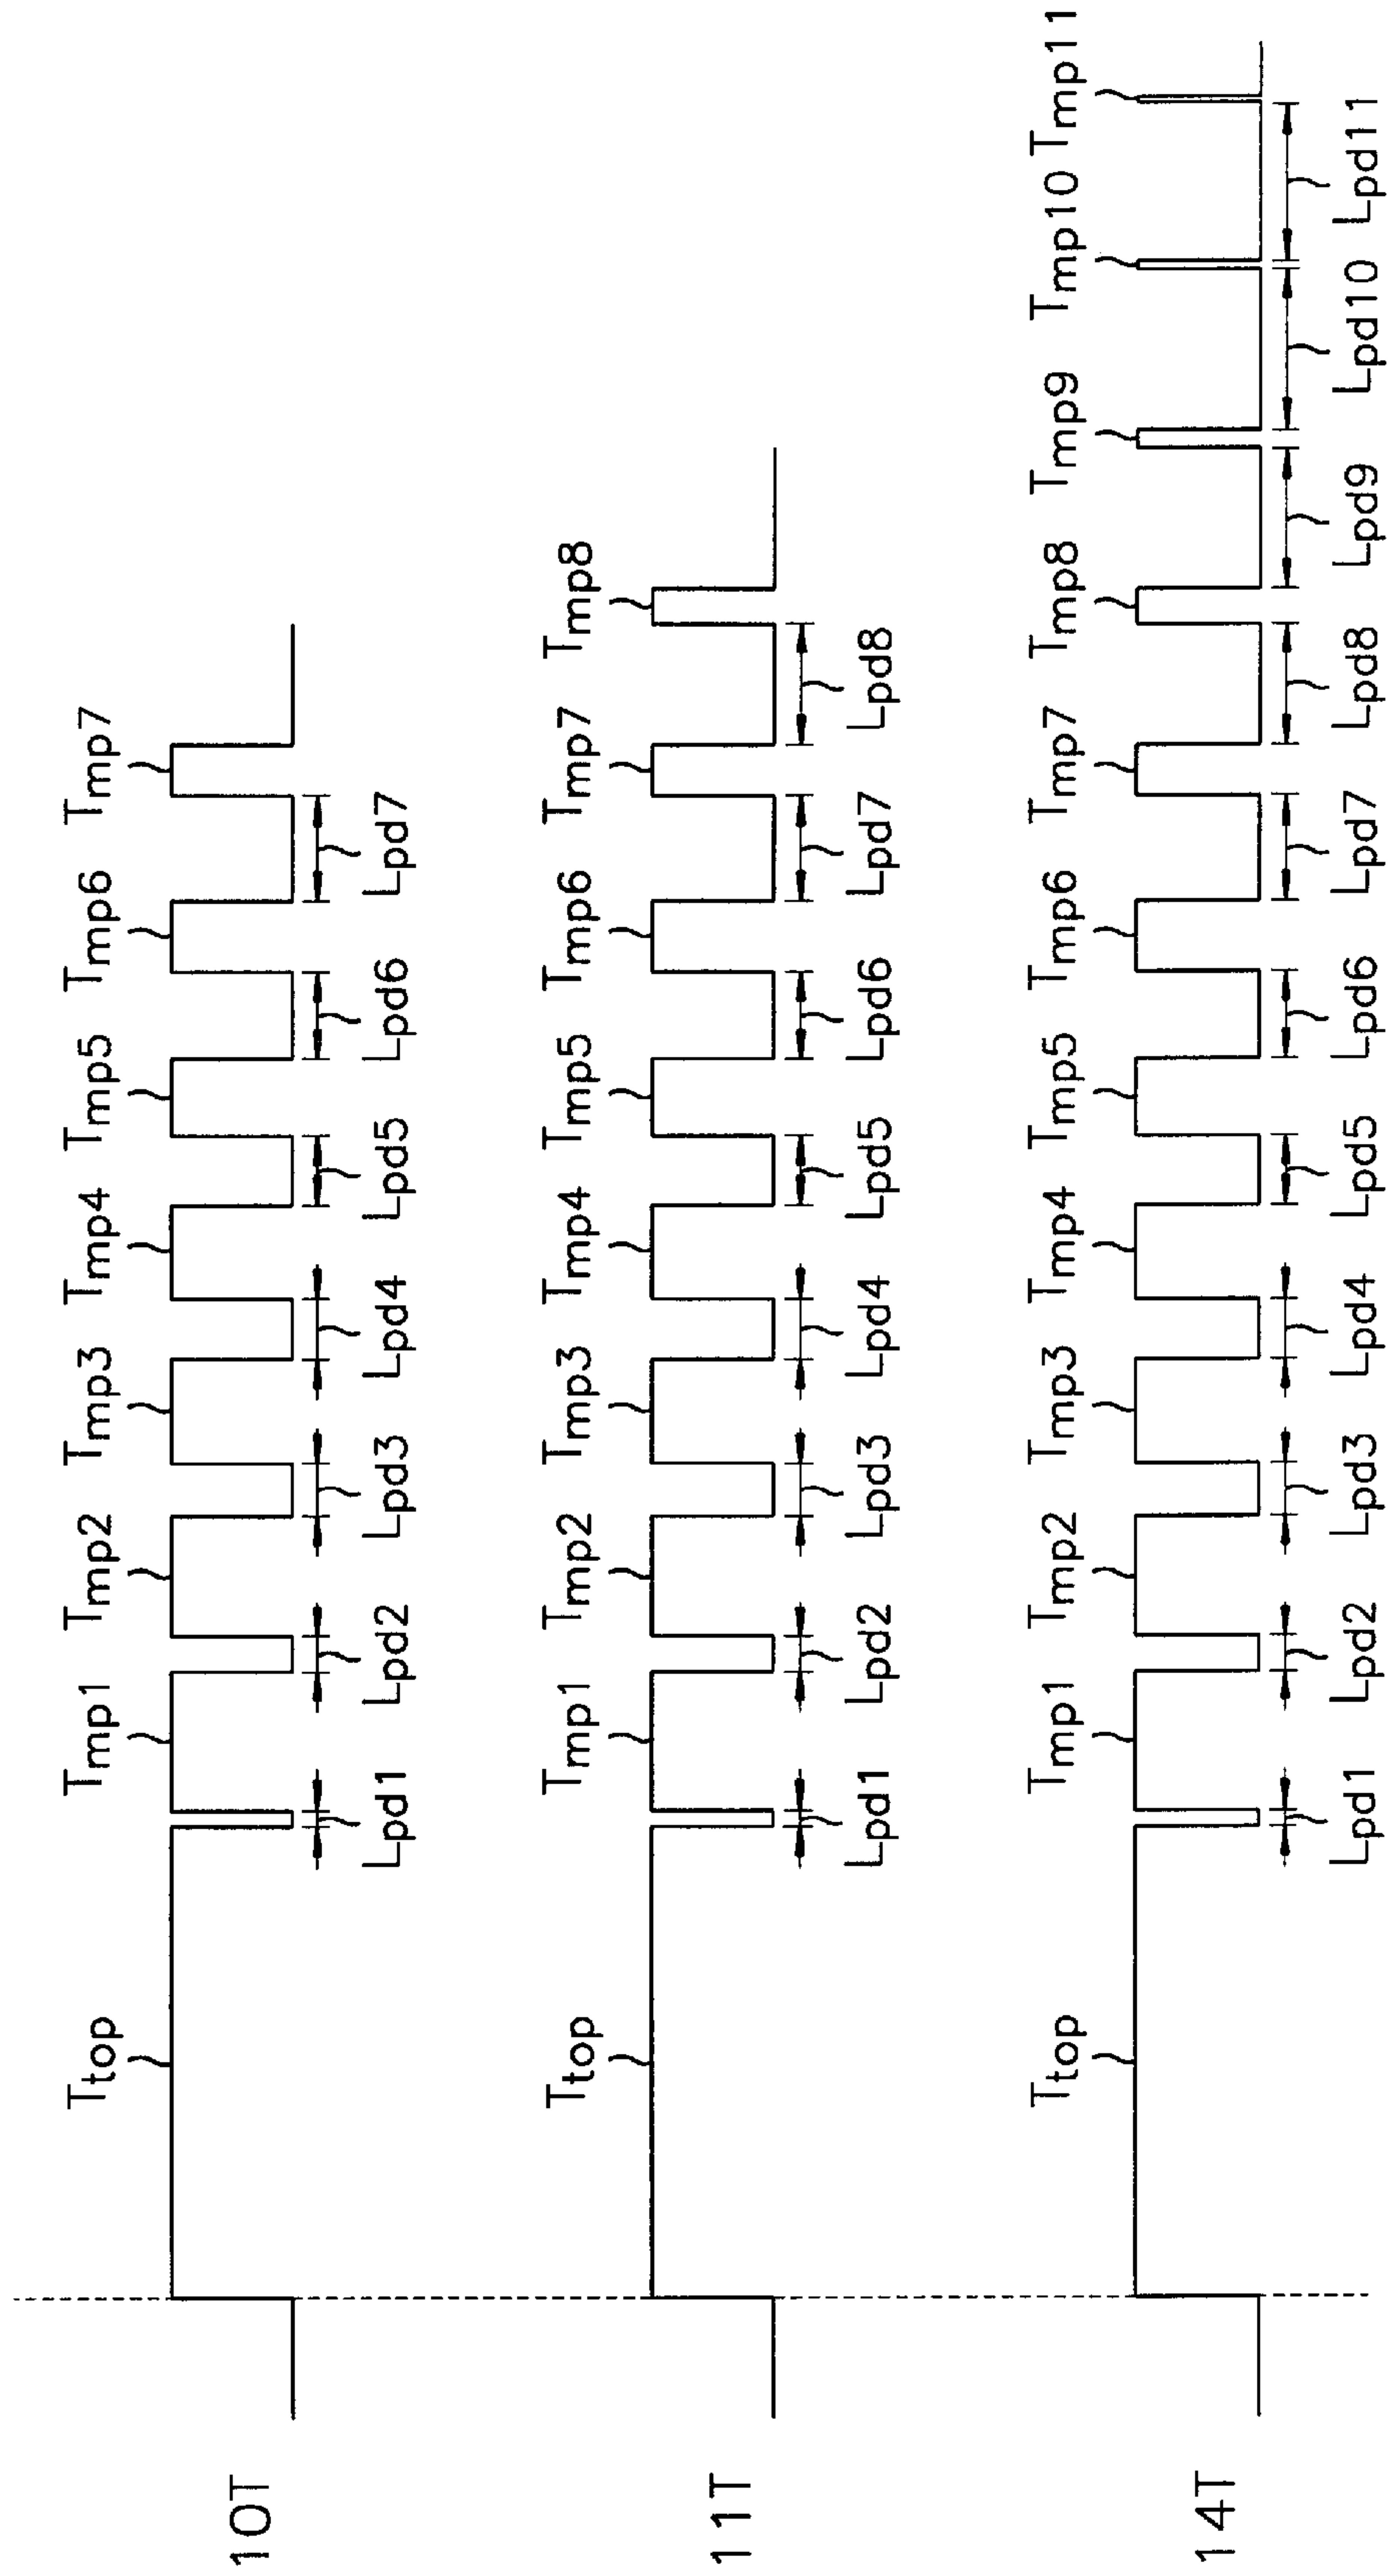 10T
Ttop Tmp1 Tmp2 Tmp3 Tmp4 Tmp5 Tmp6 Tmp7
Lpd1 Lpd2 Lpd3 Lpd4 Lpd5 Lpd6 Lpd7
11T
Ttop Tmp1 Tmp2 Tmp3 Tmp4 Tmp5 Tmp6 Tmp7 Tmp8
Lpd1 Lpd2 Lpd3 Lpd4 Lpd5 Lpd6 Lpd7 Lpd8
14T
Ttop Tmp1 Tmp2 Tmp3 Tmp4 Tmp5 Tmp6 Tmp7 Tmp8 Tmp9 Tmp10 Tmp11
Lpd1 Lpd2 Lpd3 Lpd4 Lpd5 Lpd6 Lpd7 Lpd8 Lpd9 Lpd10 Lpd11